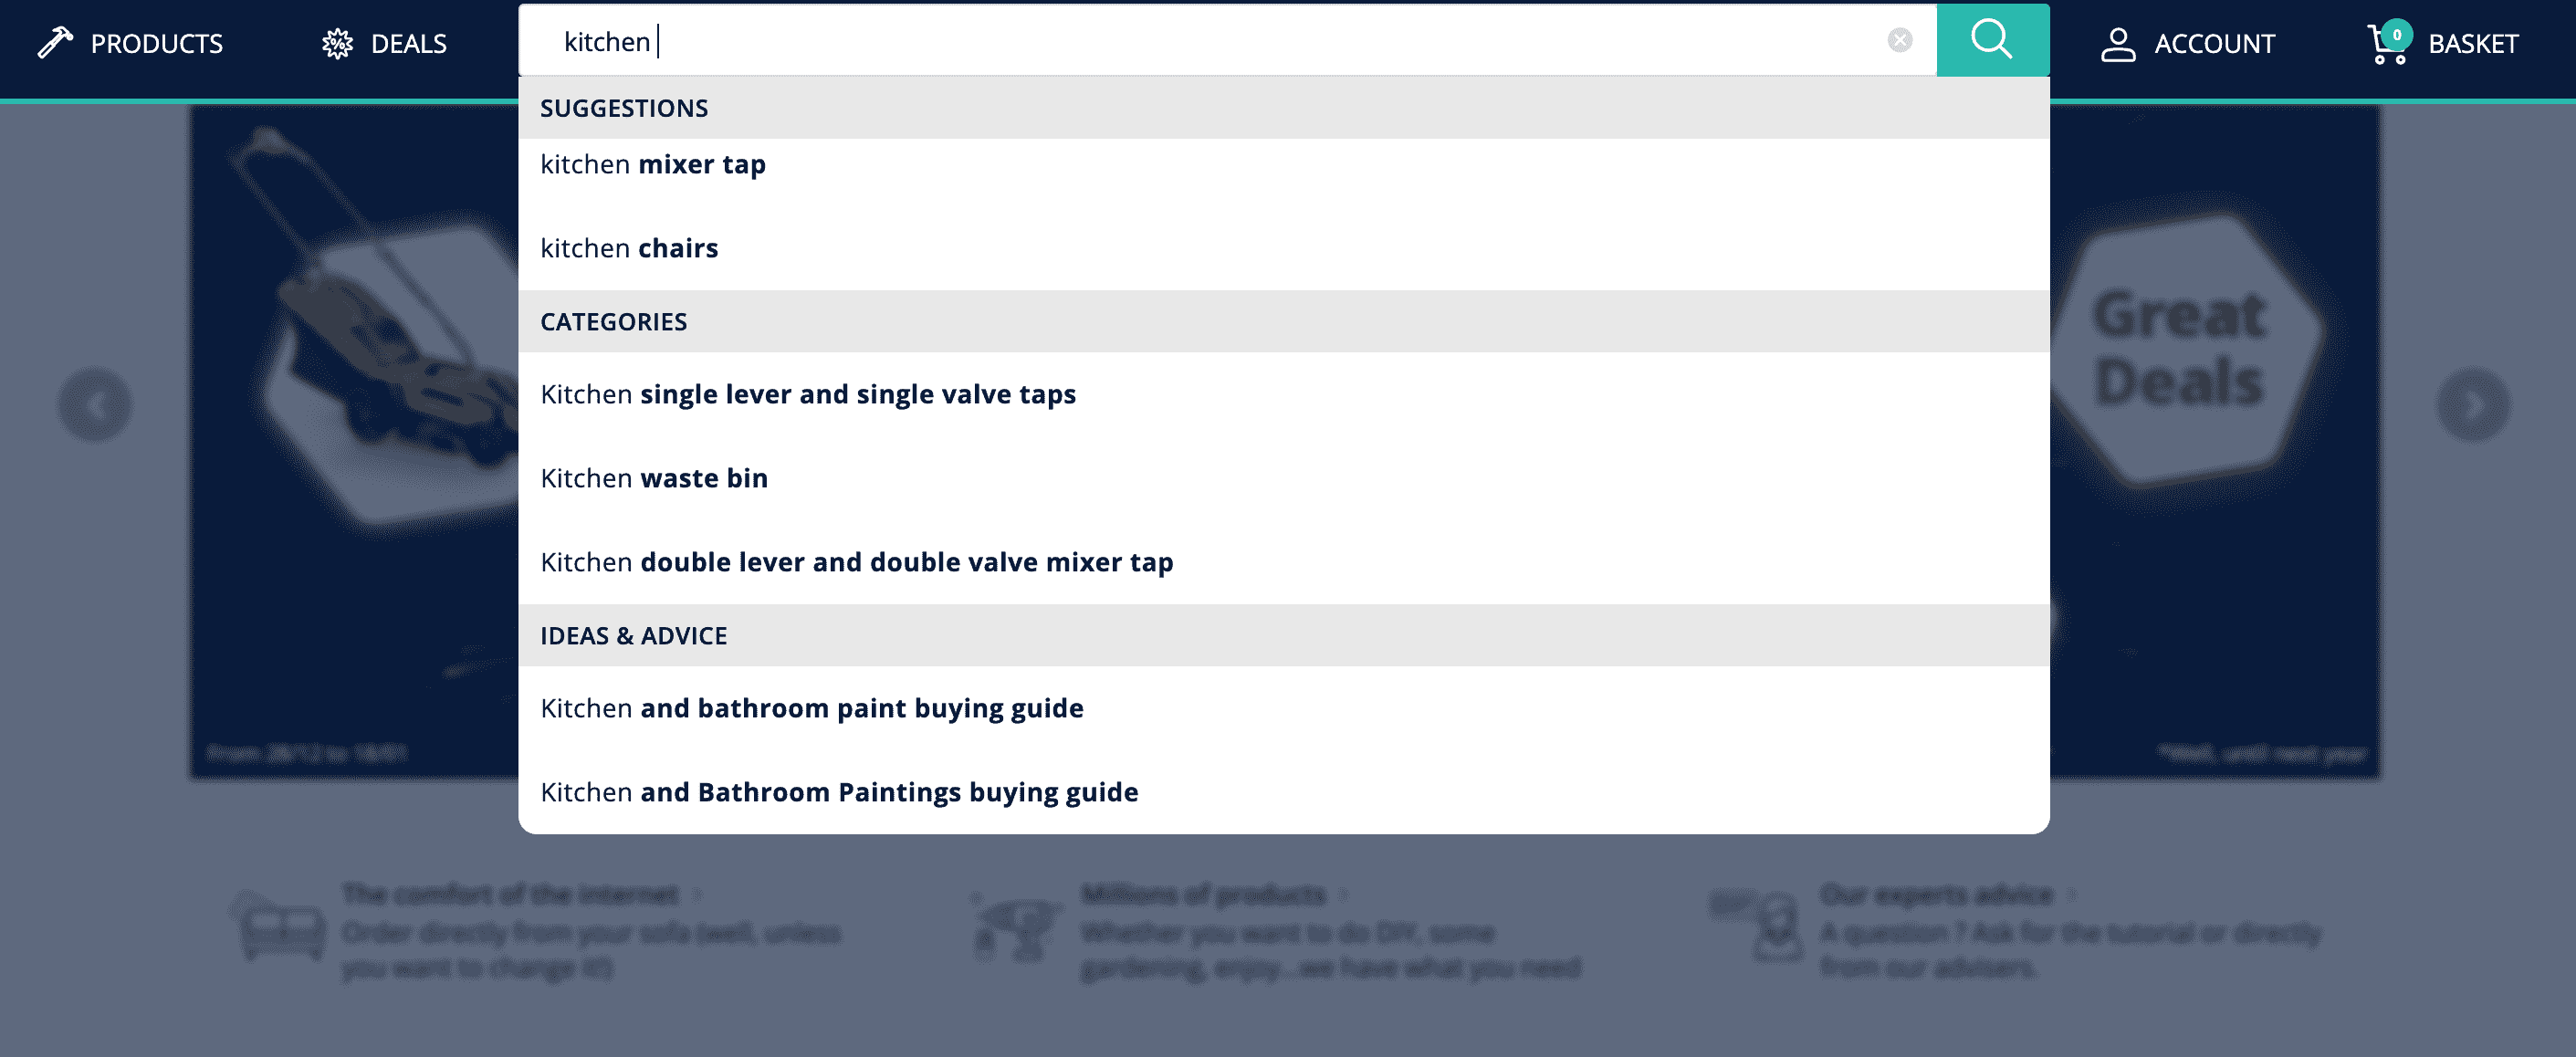 PRODUCTS
DEALS
kitchen
ACCOUNT
0
BASKET
SUGGESTIONS
kitchen mixer tap
kitchen chairs
CATEGORIES
Kitchen single lever and single valve taps
Kitchen waste bin
Kitchen double lever and double valve mixer tap
IDEAS & ADVICE
Kitchen and bathroom paint buying guide
Kitchen and Bathroom Paintings buying guide
Great
Deals
*Well, until next year
The comfort of the internet
Order directly from your sofa (well, unless
you want to change it!)
Millions of products
Whether you want to do DIY, some
gardening, enjoy...we have what you need
Our experts advice
A question ? Ask for the tutorial or directly
from our advisers.